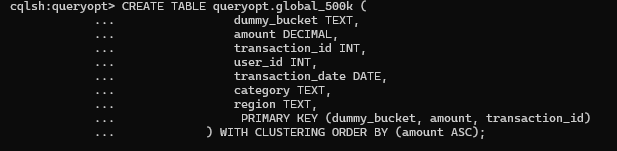 cqlsh:queryopt> CREATE TABLE queryopt.global_500k (
... dummy_bucket TEXT,
... amount DECIMAL,
... transaction_id INT,
... user_id INT,
... transaction_date DATE,
... category TEXT,
... region TEXT,
... PRIMARY KEY (dummy_bucket, amount, transaction_id)
... ) WITH CLUSTERING ORDER BY (amount ASC);